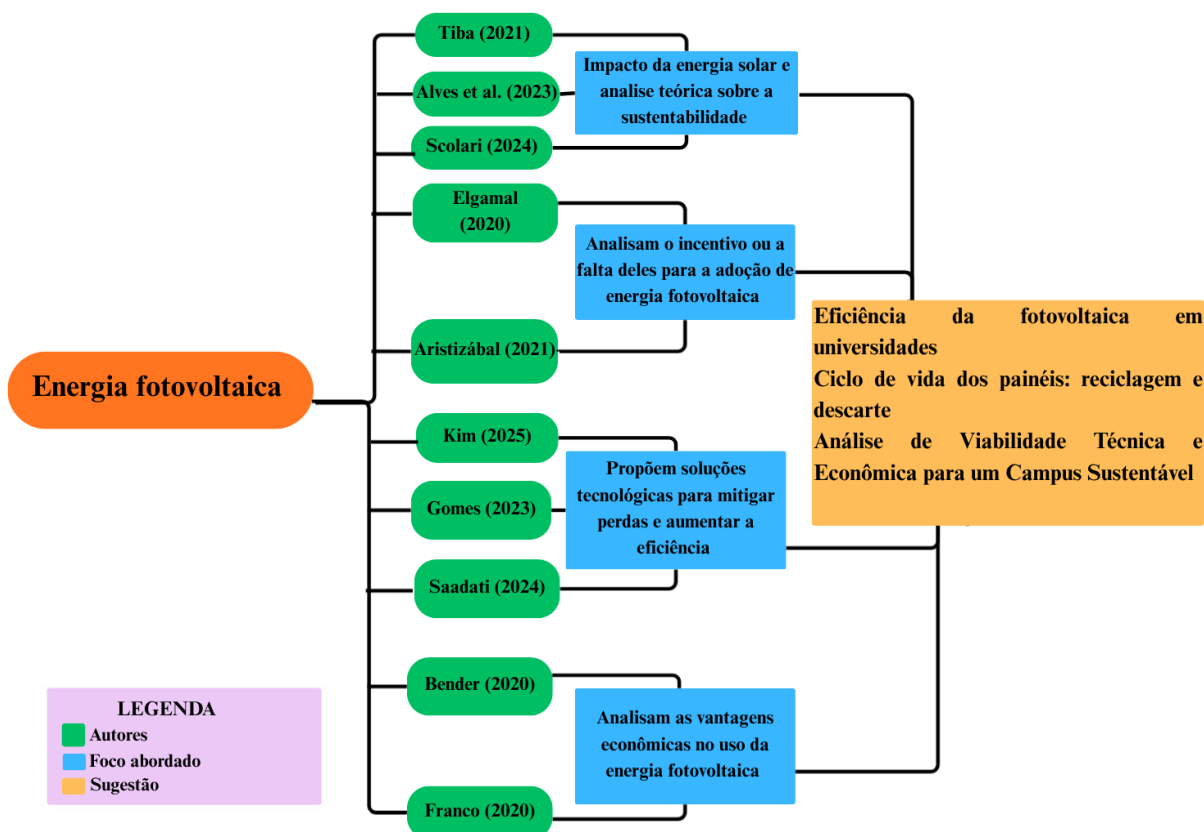 Energia fotovoltaica
Tiba (2021)
Alves et al. (2023)
Scolari (2024)
Elgamal
(2020)
Aristizábal (2021)
Kim (2025)
Gomes (2023)
Saadati (2024)
Bender (2020)
Franco (2020)
Impacto da energia solar e
analise teórica sobre a
sustentabilidade
Analisam o incentivo ou a
falta deles para a adoção de
energia fotovoltaica
Propõem soluções
tecnológicas para mitigar
perdas e aumentar a
eficiência
Analisam as vantagens
econômicas no uso da
energia fotovoltaica
Eficiência da fotovoltaica em
universidades
Ciclo de vida dos painéis: reciclagem e
descarte
Análise de Viabilidade Técnica e
Econômica para um Campus Sustentável
LEGENDA
Autores
Foco abordado
Sugestão